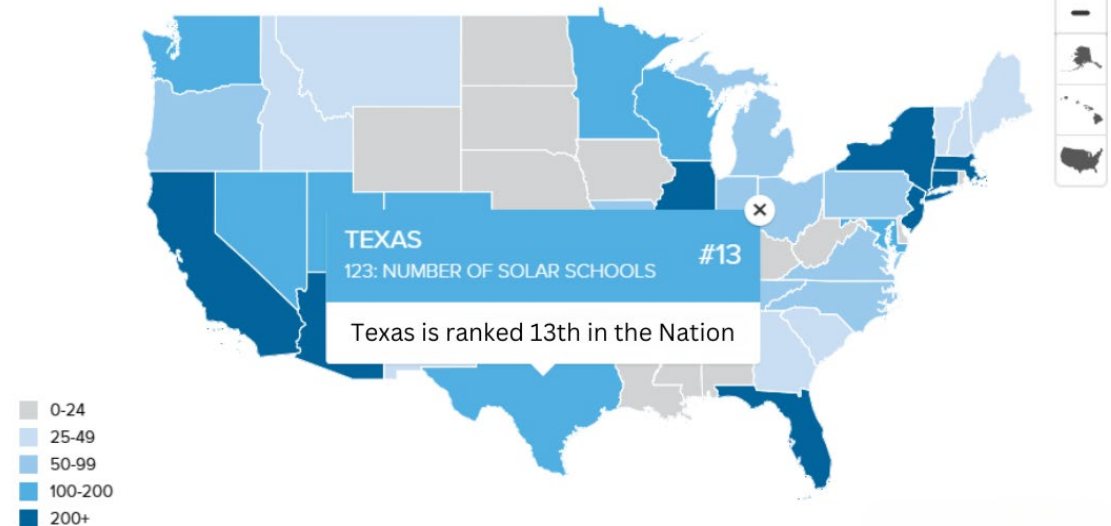 TEXAS
#13
123: NUMBER OF SOLAR SCHOOLS
Texas is ranked 13th in the Nation
0-24
25-49
50-99
100-200
200+